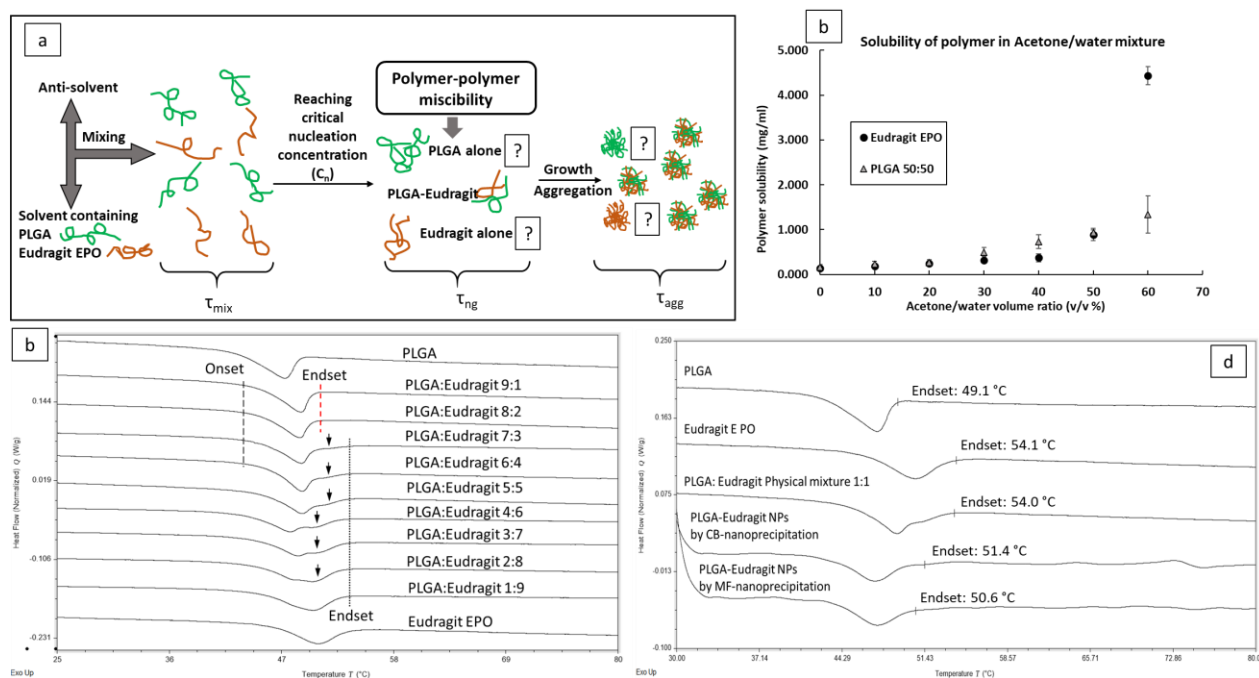 a
Anti-solvent
Mixing
Solvent containing
PLGA
Eudragit EPO
Reaching
critical
nucleation
concentration
(Cn)
Polymer-polymer
miscibility
PLGA alone ?
PLGA-Eudragit
Eudragit alone ?
Growth
Aggregation
?
?
τmix
τng
τagg
b
Solubility of polymer in Acetone/water mixture
Polymer solubility (mg/ml)
5.000
4.000
3.000
2.000
1.000
0.000
Eudragit EPO
PLGA 50:50
0 10 20 30 40 50 60 70
Acetone/water volume ratio (v/v %)
b
Heat Flow (Normalized) Q (W/g)
0.144
0.019
-0.106
-0.231
Onset
Endset
PLGA
PLGA:Eudragit 9:1
PLGA:Eudragit 8:2
PLGA:Eudragit 7:3
PLGA:Eudragit 6:4
PLGA:Eudragit 5:5
PLGA:Eudragit 4:6
PLGA:Eudragit 3:7
PLGA:Eudragit 2:8
PLGA:Eudragit 1:9
Endset
Eudragit EPO
25 36 47 58 69 80
Exo Up
Temperature T (°C)
d
Heat Flow (Normalized) Q (W/g)
0.250
0.163
0.075
-0.013
-0.100
PLGA
Endset: 49.1 °C
Eudragit E PO
Endset: 54.1 °C
PLGA: Eudragit Physical mixture 1:1
Endset: 54.0 °C
PLGA-Eudragit NPs
by CB-nanoprecipitation
Endset: 51.4 °C
PLGA-Eudragit NPs
by MF-nanoprecipitation
Endset: 50.6 °C
30.00 37.14 44.29 51.43 58.57 65.71 72.86
Exo Up
Temperature T (°C)